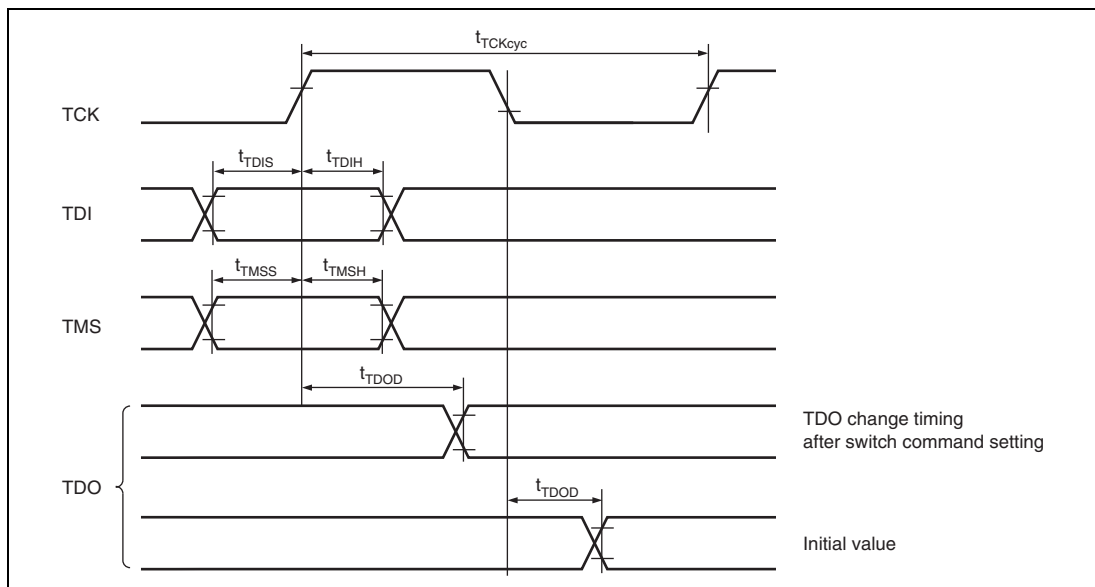 tTCKcyc
TCK
tTDIS tTDIH
TDI
tTMSS tTMSH
TMS
tTDOD
TDO change timing
after switch command setting
TDO
tTDOD
Initial value